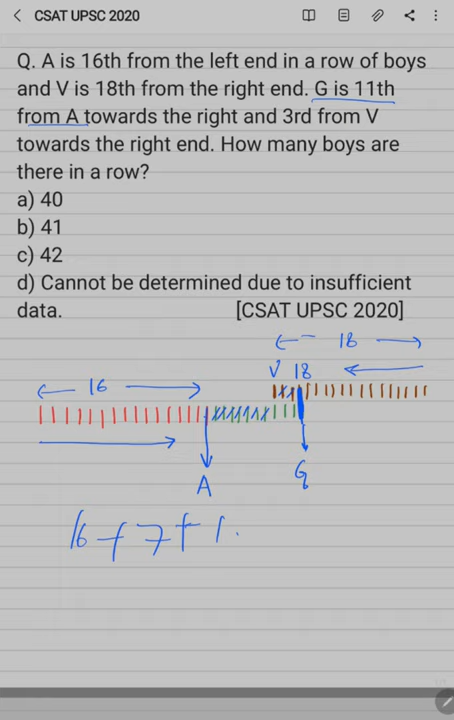 CSAT UPSC 2020
Q. A is 16th from the left end in a row of boys
and V is 18th from the right end. G is 11th
from A towards the right and 3rd from V
towards the right end. How many boys are
there in a row?
a) 40
b) 41
c) 42
d) Cannot be determined due to insufficient
data. [CSAT UPSC 2020]
18
V 18
16
A
G
16 + 7 + 1.